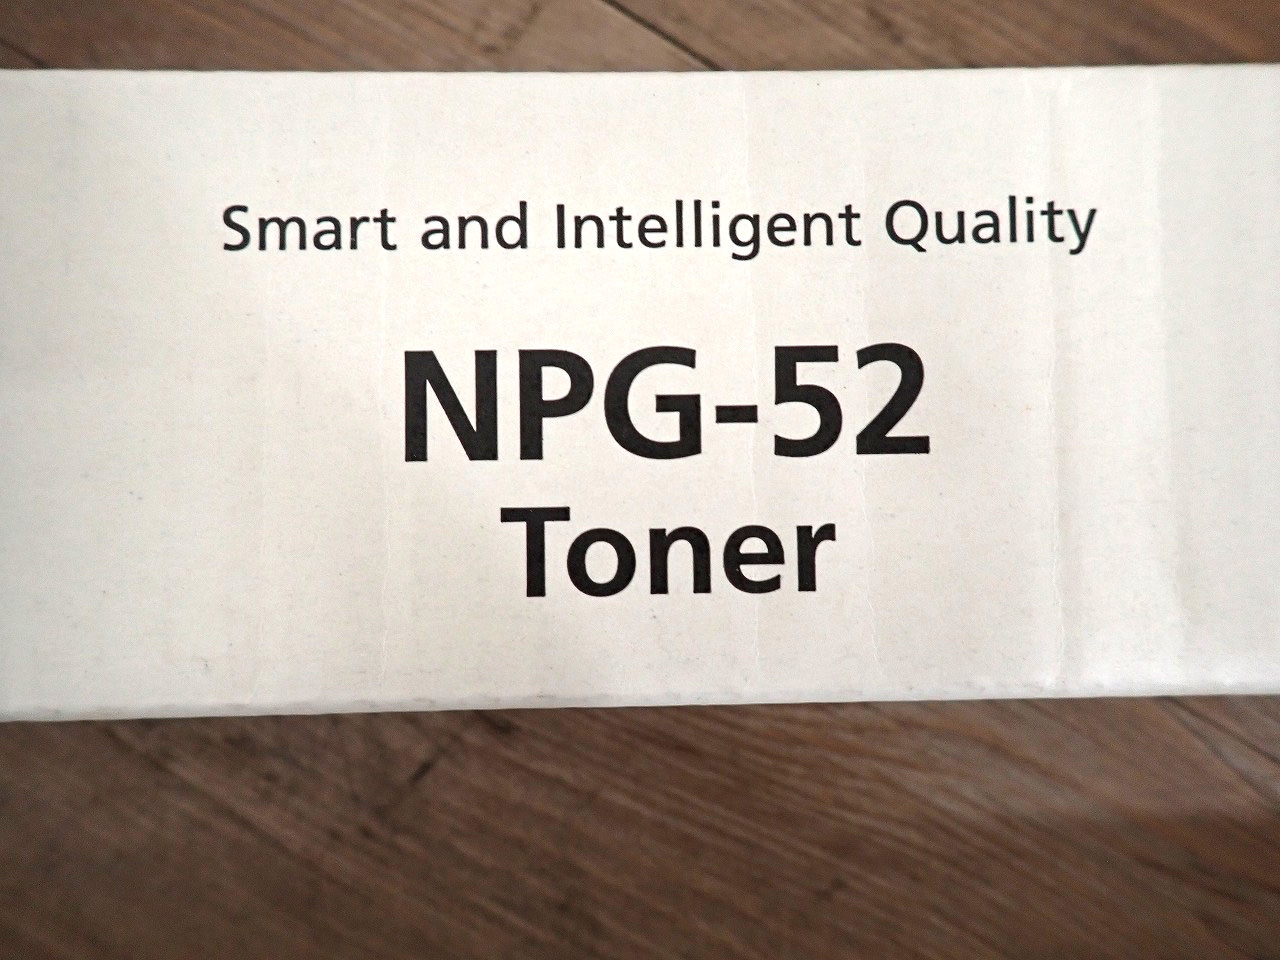 Smart and Intelligent Quality
NPG-52
Toner